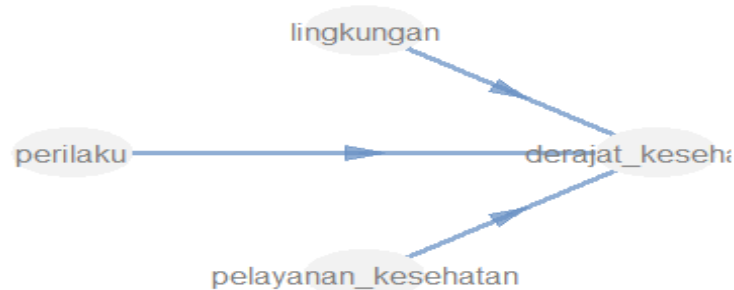 lingkungan
perilaku
derajat_keseha
pelayanan_kesehatan